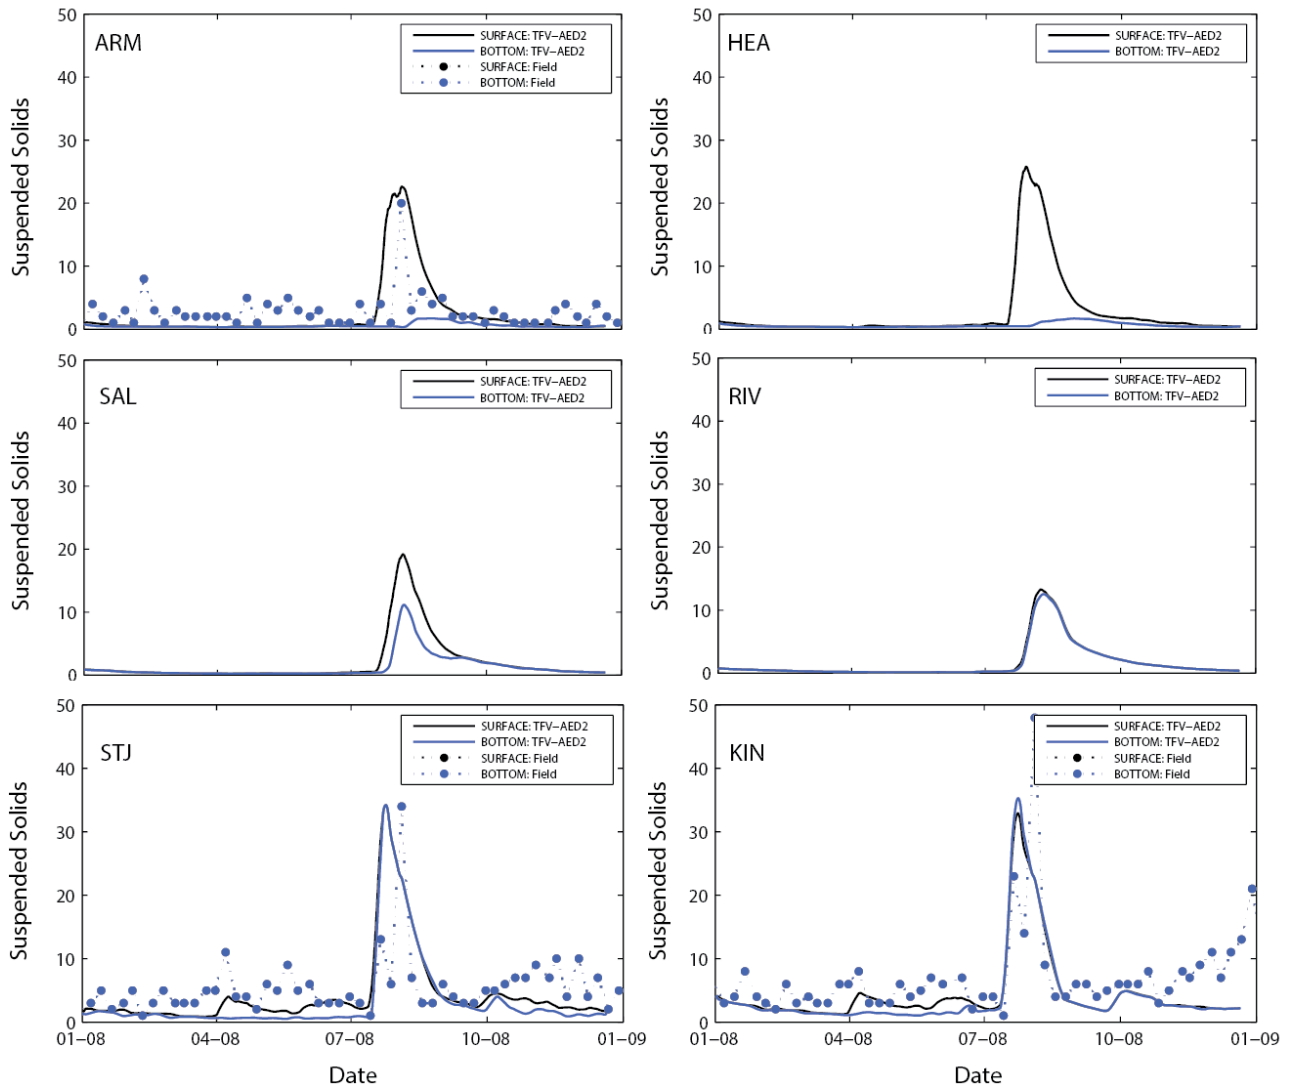 50
40
30
20
10
0
Suspended Solids
ARM
SURFACE: TFV-AED2
BOTTOM: TFV-AED2
SURFACE: Field
BOTTOM: Field
50
40
30
20
10
0
Suspended Solids
HEA
SURFACE: TFV-AED2
BOTTOM: TFV-AED2
50
40
30
20
10
0
Suspended Solids
SAL
SURFACE: TFV-AED2
BOTTOM: TFV-AED2
50
40
30
20
10
0
Suspended Solids
RIV
SURFACE: TFV-AED2
BOTTOM: TFV-AED2
50
40
30
20
10
0
Suspended Solids
STJ
SURFACE: TFV-AED2
BOTTOM: TFV-AED2
SURFACE: Field
BOTTOM: Field
01-08 04-08 07-08 10-08 01-09
Date
50
40
30
20
10
0
Suspended Solids
KIN
SURFACE: TFV-AED2
BOTTOM: TFV-AED2
SURFACE: Field
BOTTOM: Field
01-08 04-08 07-08 10-08 01-09
Date